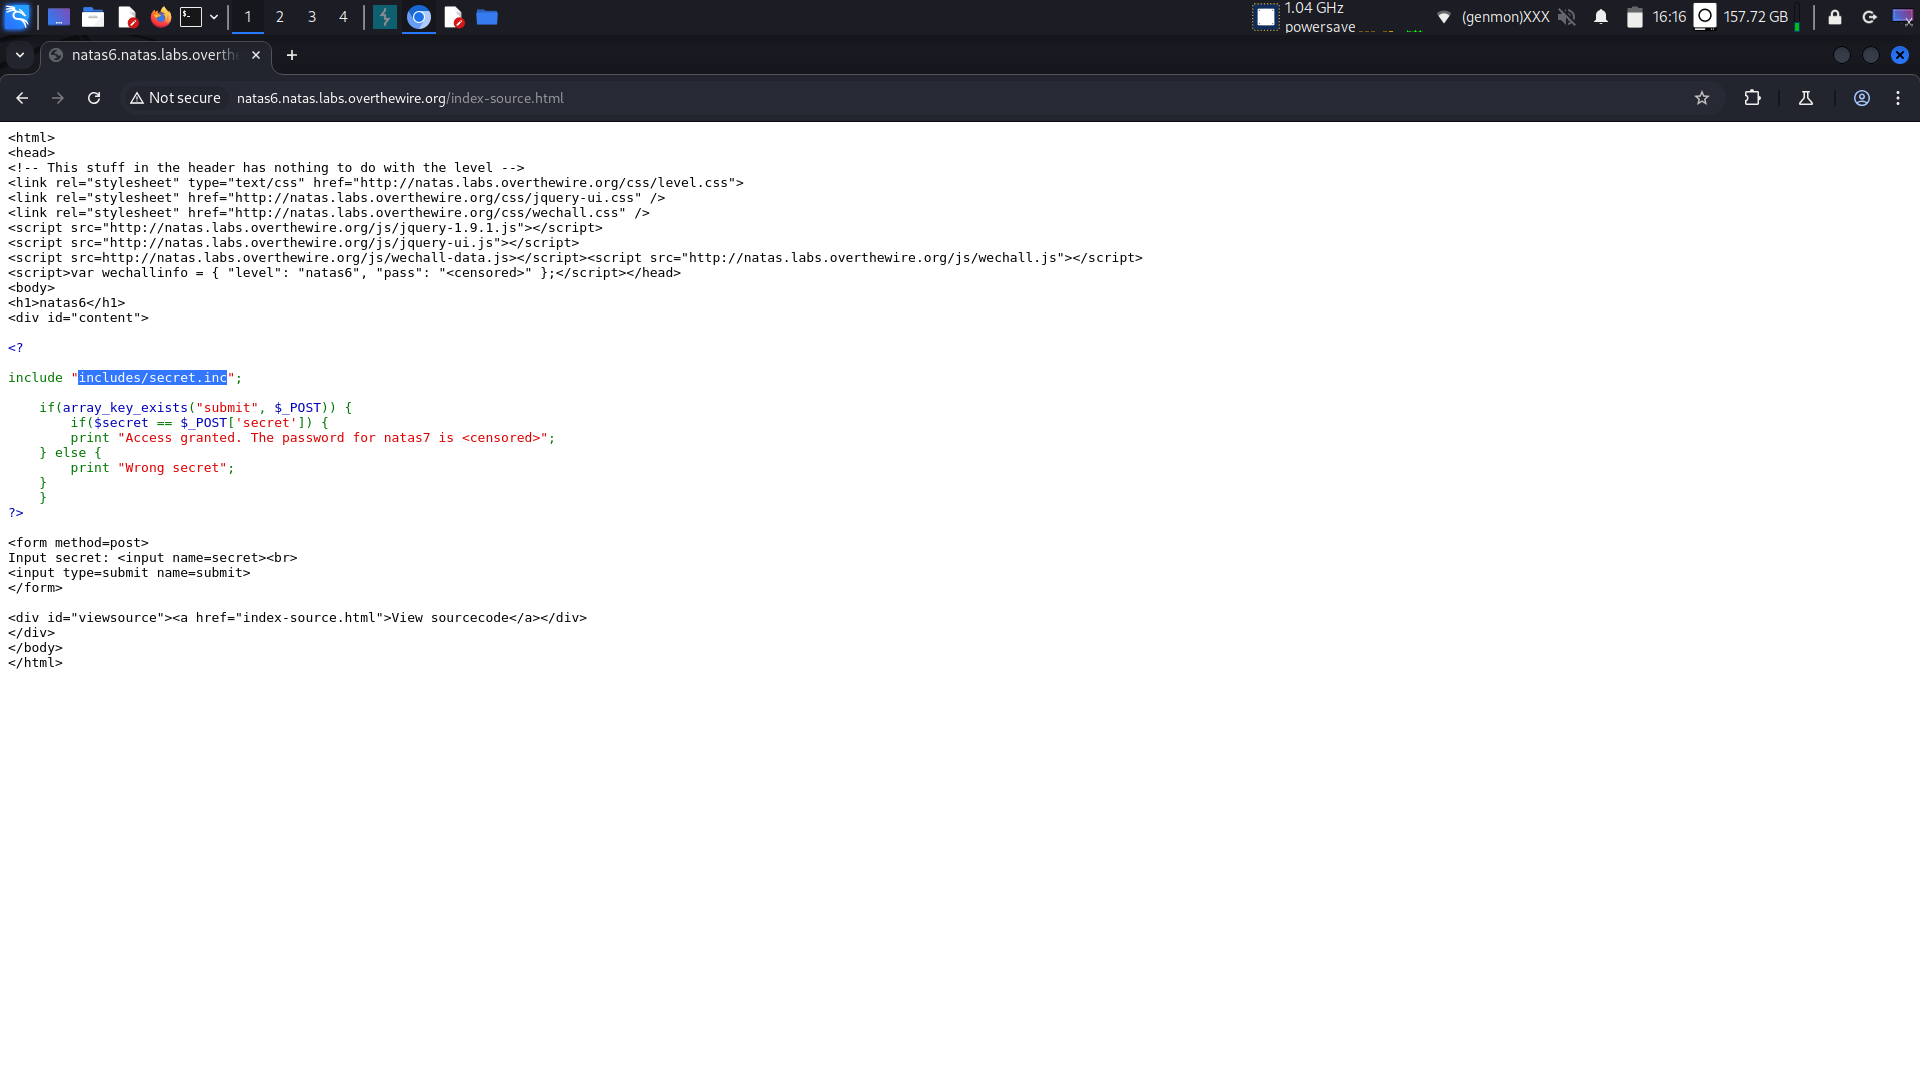 1 2 3 4 1.04 GHz
powersave (genmon)XXX 16:16 157.72 GB
natas6.natas.labs.overth
Not secure natas6.natas.labs.overthewire.org/index-source.html
<html>
<head>
<!-- This stuff in the header has nothing to do with the level -->
<link rel="stylesheet" type="text/css" href="http://natas.labs.overthewire.org/css/level.css">
<link rel="stylesheet" href="http://natas.labs.overthewire.org/css/jquery-ui.css" />
<link rel="stylesheet" href="http://natas.labs.overthewire.org/css/wechall.css" />
<script src="http://natas.labs.overthewire.org/js/jquery-1.9.1.js"></script>
<script src="http://natas.labs.overthewire.org/js/jquery-ui.js"></script>
<script src=http://natas.labs.overthewire.org/js/wechall-data.js></script><script src="http://natas.labs.overthewire.org/js/wechall.js"></script>
<script>var wechallinfo = { "level": "natas6", "pass": "<censored>" };</script></head>
<body>
<h1>natas6</h1>
<div id="content">
<?
include "includes/secret.inc";
if(array_key_exists("submit", $_POST)) {
if($secret == $_POST['secret']) {
print "Access granted. The password for natas7 is <censored>";
} else {
print "Wrong secret";
}
}
?>
<form method=post>
Input secret: <input name=secret><br>
<input type=submit name=submit>
</form>
<div id="viewsource"><a href="index-source.html">View sourcecode</a></div>
</div>
</body>
</html>